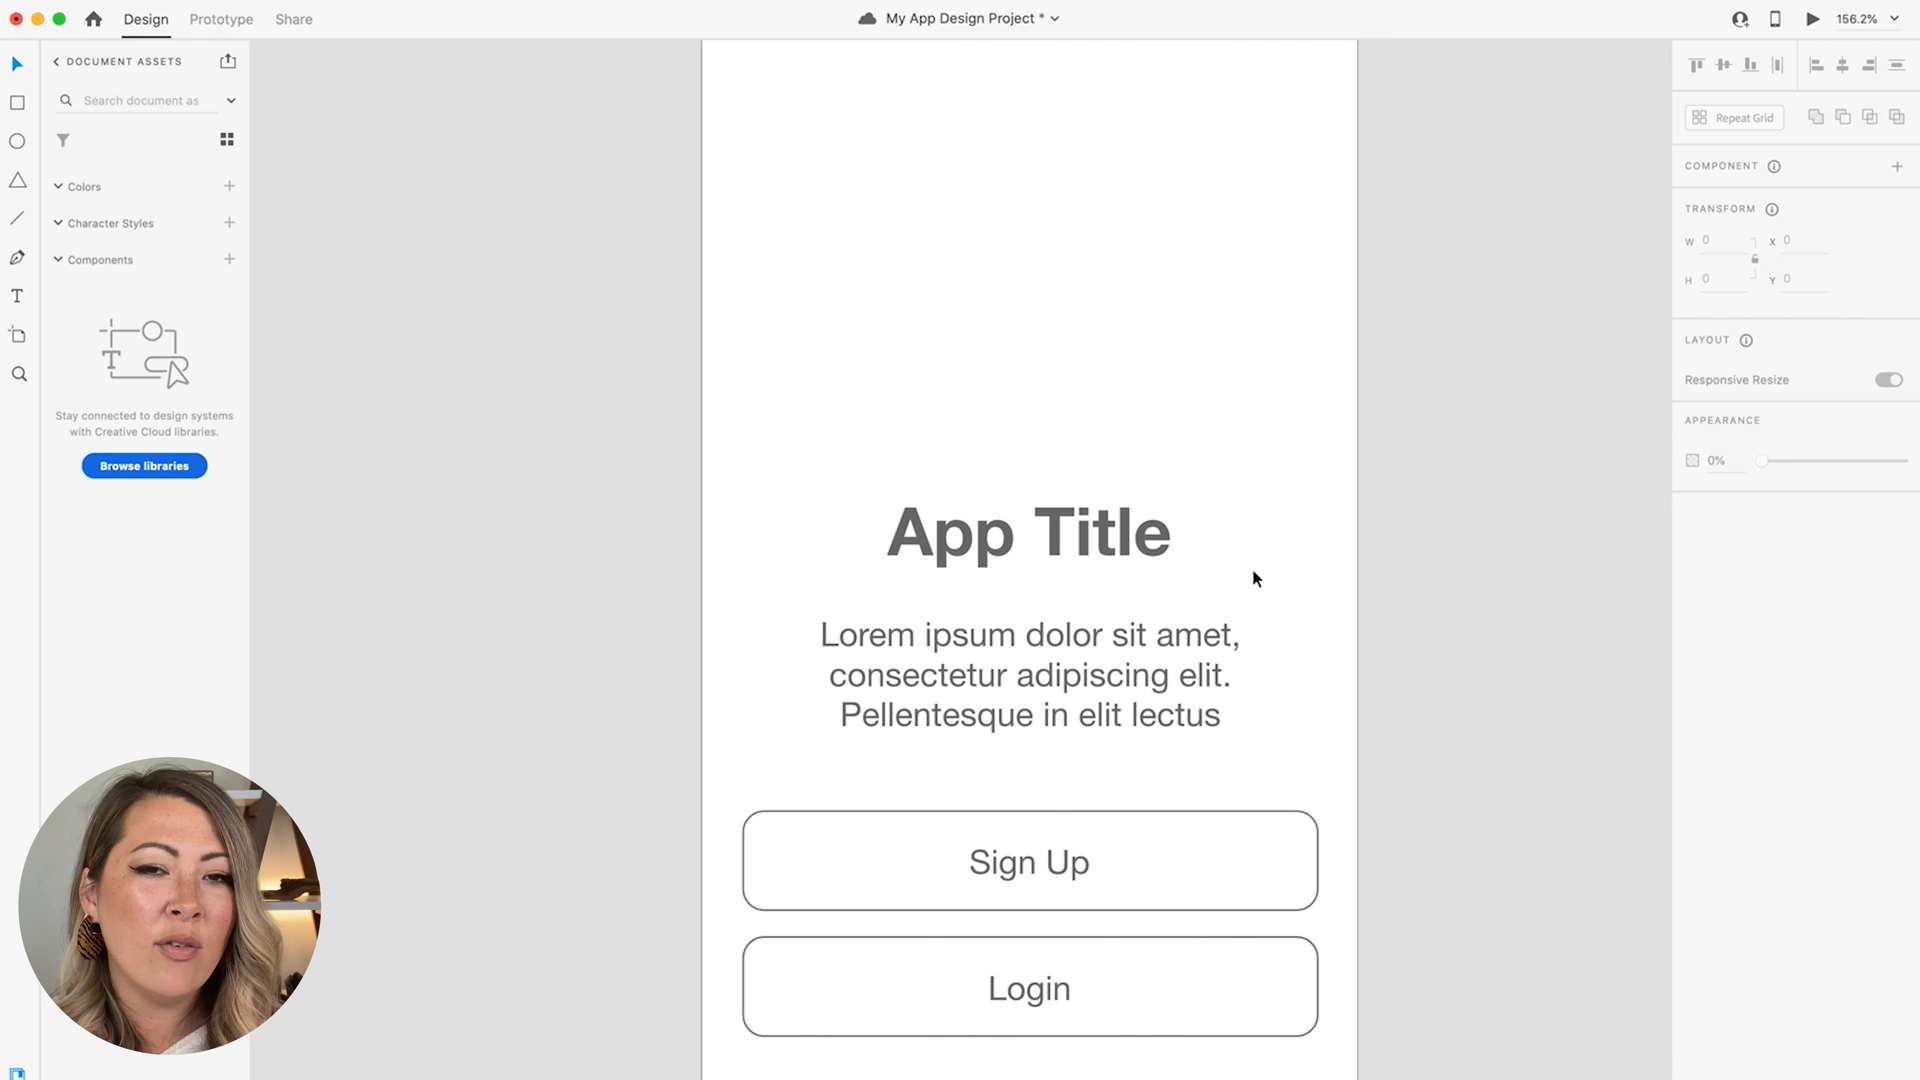 Design
Prototype
Share
My App Design Project *
156.2%
DOCUMENT ASSETS
Search document as
Colors
Character Styles
Components
T
Stay connected to design systems
with Creative Cloud libraries.
Browse libraries
App Title
Lorem ipsum dolor sit amet,
consectetur adipiscing elit.
Pellentesque in elit lectus
Sign Up
Login
Repeat Grid
COMPONENT
TRANSFORM
W 0 X 0
H 0 Y 0
LAYOUT
Responsive Resize
APPEARANCE
0%